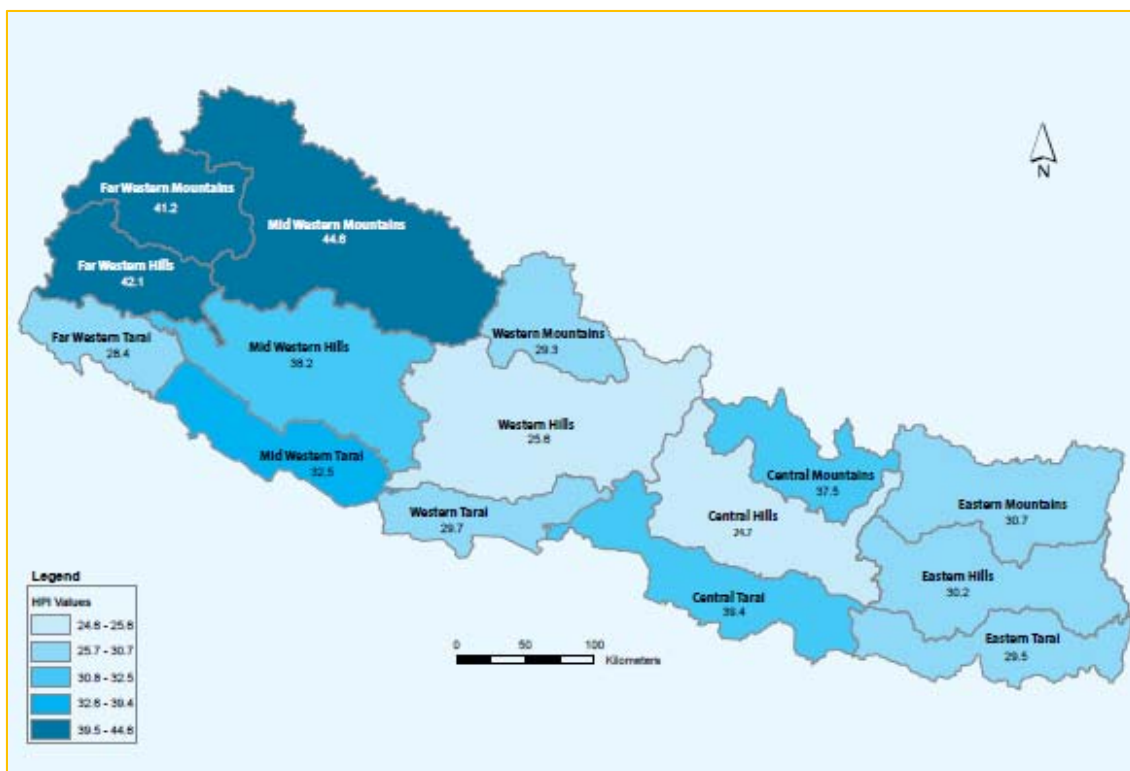 Far Western Mountains
41.2
Mid Western Mountains
44.8
Far Western Hills
42.1
Far Western Tarai
28.4
Mid Western Hills
38.2
Western Mountains
29.3
Mid Western Tarai
32.5
Western Hills
25.8
Central Mountains
37.5
Western Tarai
29.7
Central Hills
24.7
Eastern Mountains
30.7
Eastern Hills
30.2
Central Tarai
39.4
Eastern Tarai
29.5
N
Legend
HPI Values
24.6 - 25.8
25.7 - 30.7
30.8 - 32.5
32.6 - 39.4
39.5 - 44.8
0 50 100
Kilometers